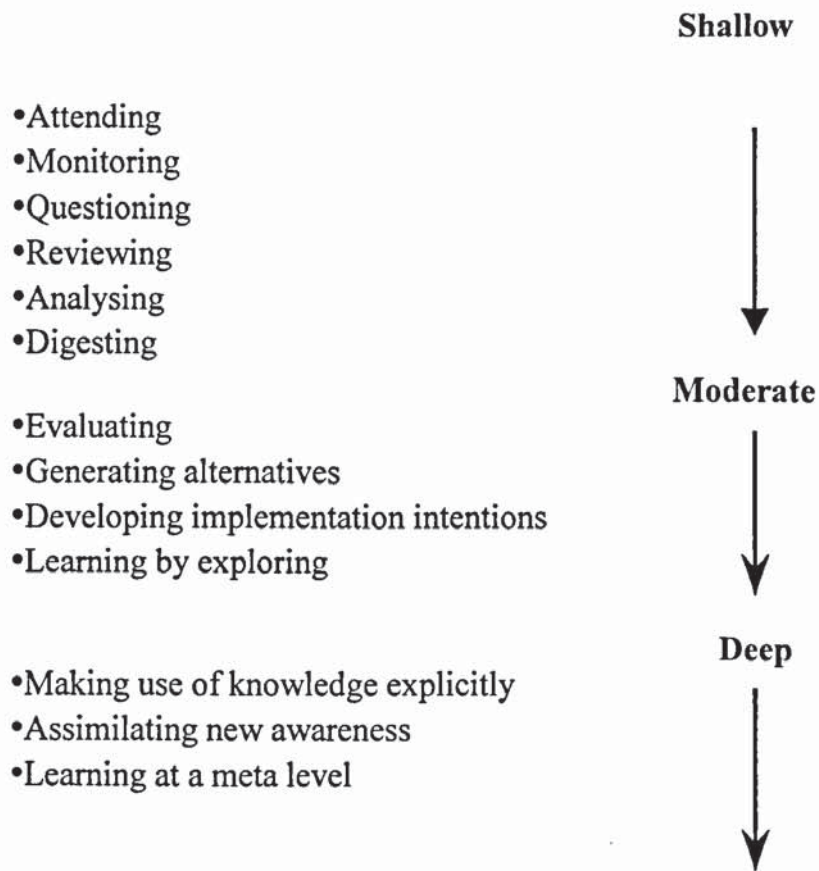 Shallow
•Attending
•Monitoring
•Questioning
•Reviewing
•Analysing
•Digesting
Moderate
•Evaluating
•Generating alternatives
•Developing implementation intentions
•Learning by exploring
Deep
•Making use of knowledge explicitly
•Assimilating new awareness
•Learning at a meta level